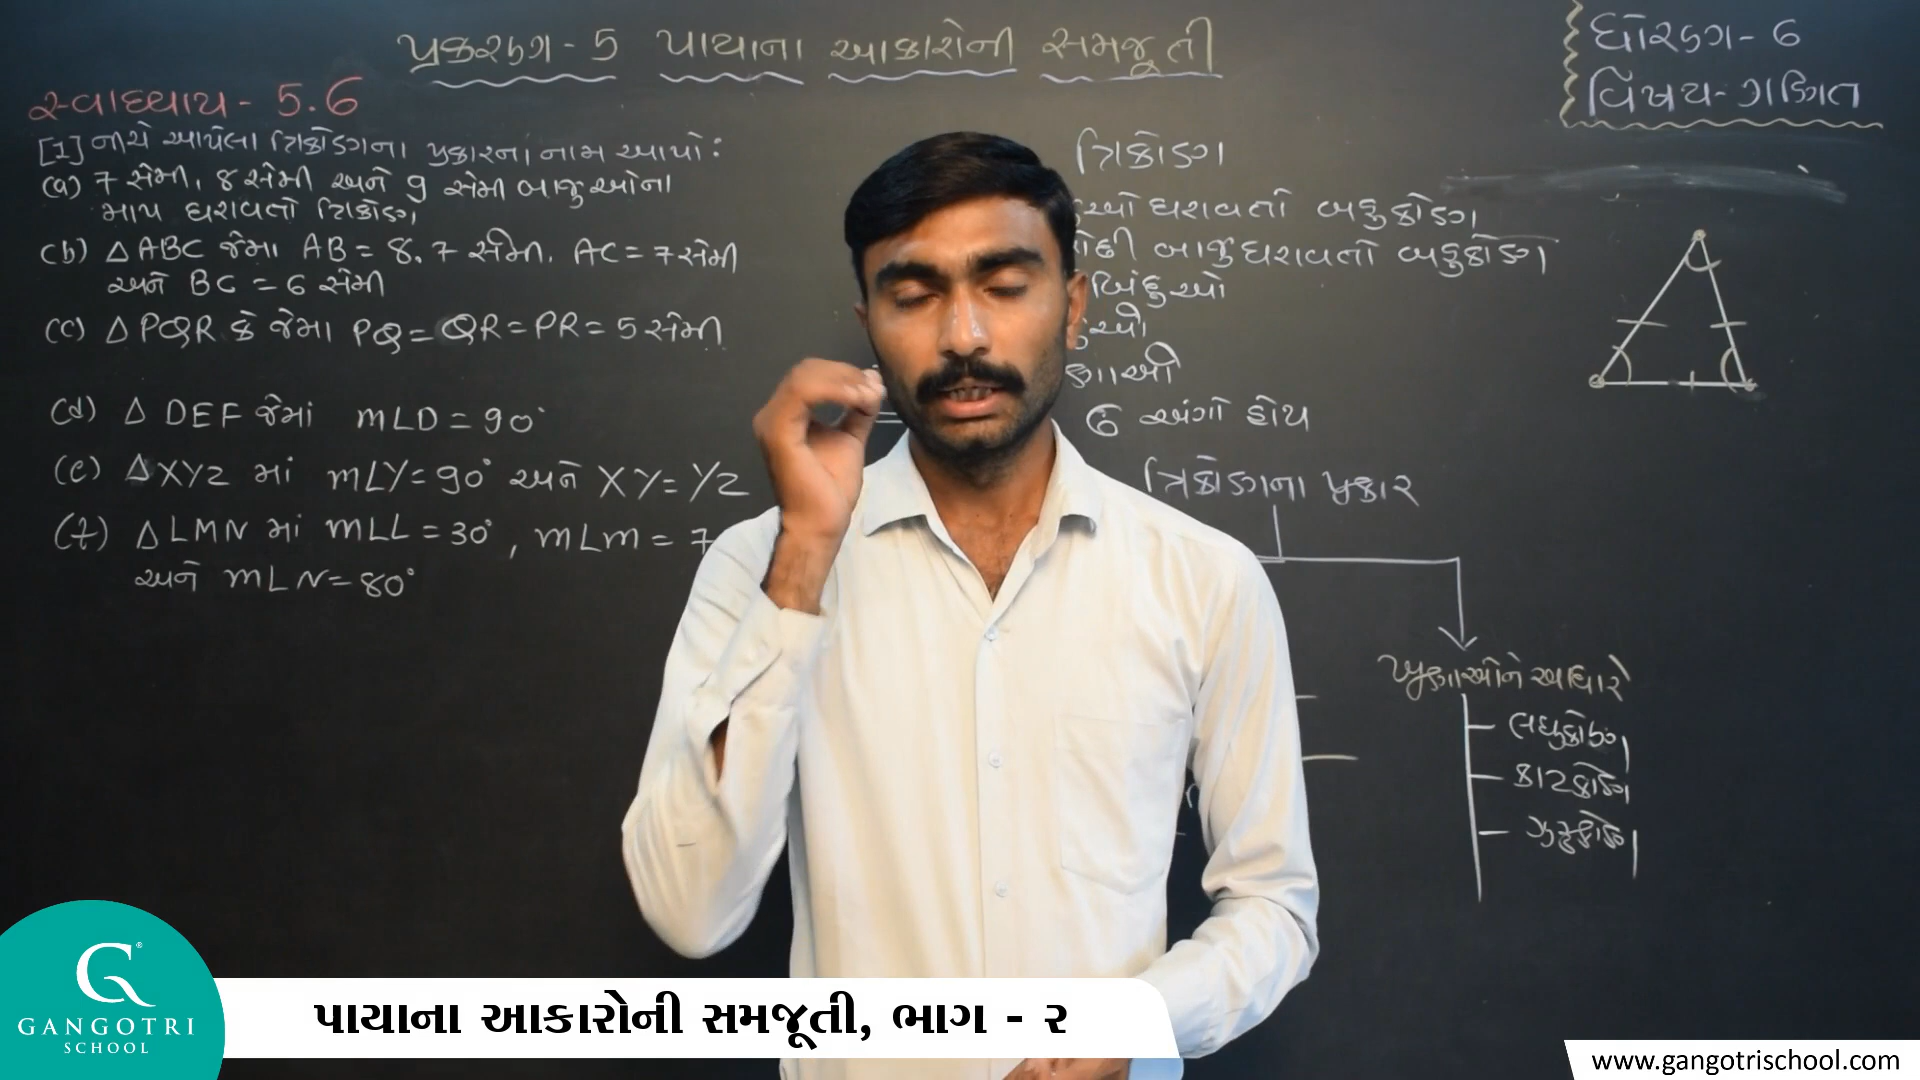 પ્રકરણ - 5 પાયાના આકારોની સમજૂતી
ધોરણ - 6
વિષય - ગણિત
સ્વાધ્યાય - 5.6
[1] નીચે આપેલા ત્રિકોણના પ્રકારના નામ આપો :
(a) 7 સેમી, 8 સેમી અને 9 સેમી બાજુઓના
માપ ધરાવતો ત્રિકોણ
(b) △ ABC જેમા AB = 8.7 સેમી. AC = 7 સેમી
અને BC = 6 સેમી
(c) △ PQR કે જેમા PQ = QR = PR = 5 સેમી
(d) △ DEF જેમાં m∠D = 90°
(e) △XYZ માં m∠Y = 90° અને XY = YZ
(f) △LMN માં m∠L = 30°, m∠M = 7
અને m∠N = 80°
ત્રિકોણ
ધરાવતી બહુકોણ
બાજુ ધરાવતો બહુકોણ
બિંદુઓ
6 અંગો હોય
ત્રિકોણના પ્રકાર
ખૂણાઓને આધારે
લઘુકોણ
કાટકોણ
ગુરુકોણ
G®
GANGOTRI
SCHOOL
પાયાના આકારોની સમજૂતી, ભાગ - ૨
www.gangotrischool.com